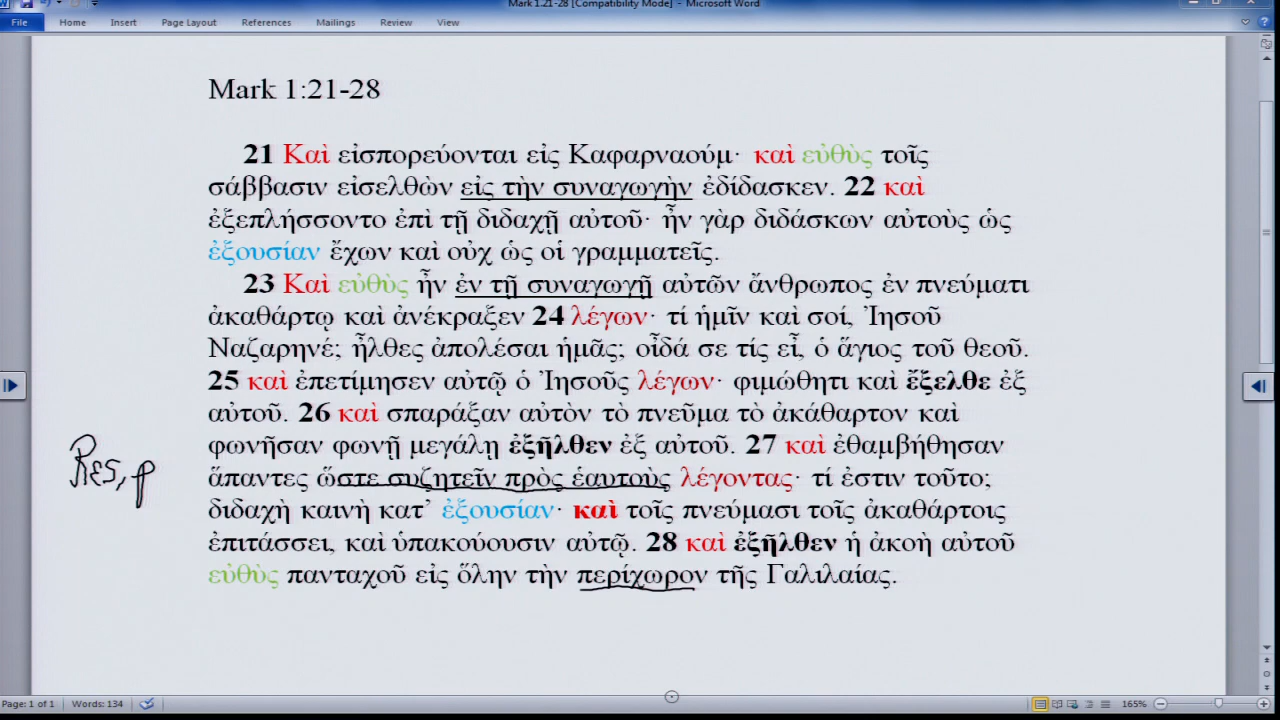 Mark 1.21-28 [Compatibility Mode] - Microsoft Word
File Home Insert Page Layout References Mailings Review View
Mark 1:21-28
21 Καὶ εἰσπορεύονται εἰς Καφαρναούμ· καὶ εὐθὺς τοῖς
σάββασιν εἰσελθὼν εἰς τὴν συναγωγὴν ἐδίδασκεν. 22 καὶ
ἐξεπλήσσοντο ἐπὶ τῇ διδαχῇ αὐτοῦ· ἦν γὰρ διδάσκων αὐτοὺς ὡς
ἐξουσίαν ἔχων καὶ οὐχ ὡς οἱ γραμματεῖς.
23 Καὶ εὐθὺς ἦν ἐν τῇ συναγωγῇ αὐτῶν ἄνθρωπος ἐν πνεύματι
ἀκαθάρτῳ καὶ ἀνέκραξεν 24 λέγων· τί ἡμῖν καὶ σοί, Ἰησοῦ
Ναζαρηνέ; ἦλθες ἀπολέσαι ἡμᾶς; οἶδά σε τίς εἶ, ὁ ἅγιος τοῦ θεοῦ.
25 καὶ ἐπετίμησεν αὐτῷ ὁ Ἰησοῦς λέγων· φιμώθητι καὶ ἔξελθε ἐξ
αὐτοῦ. 26 καὶ σπαράξαν αὐτὸν τὸ πνεῦμα τὸ ἀκάθαρτον καὶ
φωνῆσαν φωνῇ μεγάλῃ ἐξῆλθεν ἐξ αὐτοῦ. 27 καὶ ἐθαμβήθησαν
ἅπαντες ὥστε συζητεῖν πρὸς ἑαυτοὺς λέγοντας· τί ἐστιν τοῦτο;
διδαχὴ καινὴ κατ’ ἐξουσίαν· καὶ τοῖς πνεύμασι τοῖς ἀκαθάρτοις
ἐπιτάσσει, καὶ ὑπακούουσιν αὐτῷ. 28 καὶ ἐξῆλθεν ἡ ἀκοὴ αὐτοῦ
εὐθὺς πανταχοῦ εἰς ὅλην τὴν περίχωρον τῆς Γαλιλαίας.
Page: 1 of 1 Words: 134 165%